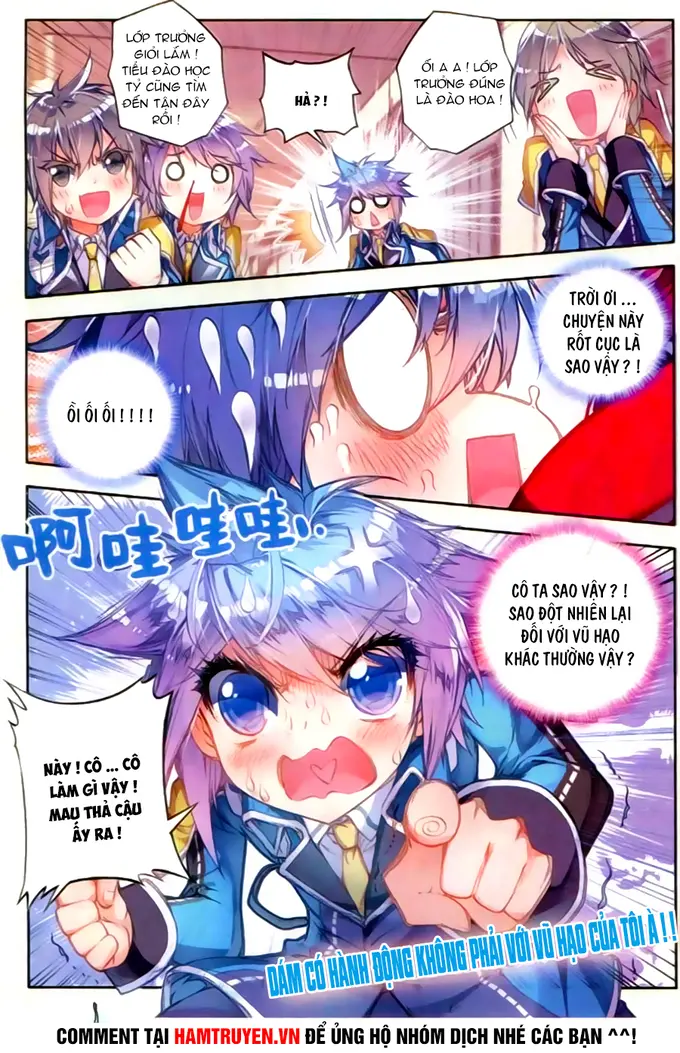 LỚP TRƯỞNG
GIỎI LẮM !
TIỂU ĐÀO HỌC
TỶ CŨNG TÌM
ĐẾN TẬN ĐÂY
RỒI !
HẢ ? !
ỐI A A ! LỚP
TRƯỞNG ĐÚNG
LÀ ĐÀO HOA !
TRỜI ƠI ...
CHUYỆN NÀY
RỐT CỤC LÀ
SAO VẬY ? !
ỒI ỐI ỐI ! ! ! !
啊哇哇哇、..
CÔ TA SAO VẬY ? !
SAO ĐỘT NHIÊN LẠI
ĐỐI VỚI VŨ HẠO
KHÁC THƯỜNG VẬY ?
NÀY ! CÔ ... CÔ
LÀM GÌ VẬY !
MAU THẢ CẬU
ẤY RA !
DÁM CÓ HÀNH ĐỘNG KHÔNG PHẢI VỚI VŨ HẠO CỦA TÔI À ! !
COMMENT TẠI HAMTRUYEN.VN ĐỂ ỦNG HỘ NHÓM DỊCH NHÉ CÁC BẠN ^^!